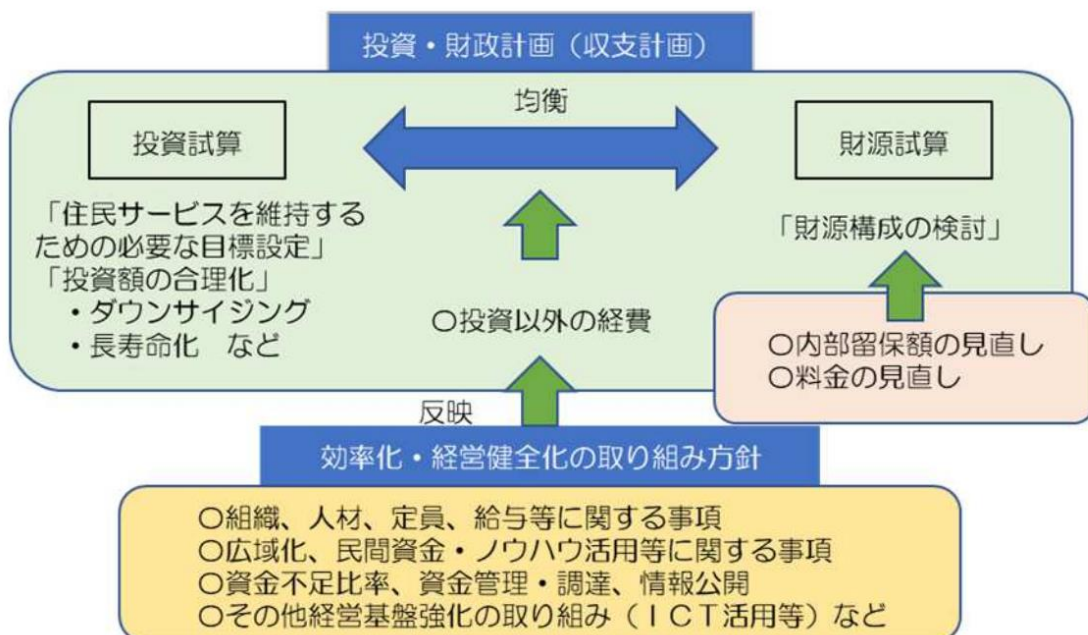 投資・財政計画（収支計画）
均衡
投資試算
財源試算
「住民サービスを維持する
ための必要な目標設定」
「投資額の合理化」
・ダウンサイジング
・長寿命化　など
「財源構成の検討」
〇投資以外の経費
〇内部留保額の見直し
〇料金の見直し
反映
効率化・経営健全化の取り組み方針
〇組織、人材、定員、給与等に関する事項
〇広域化、民間資金・ノウハウ活用等に関する事項
〇資金不足比率、資金管理・調達、情報公開
〇その他経営基盤強化の取り組み（ＩＣＴ活用等）など